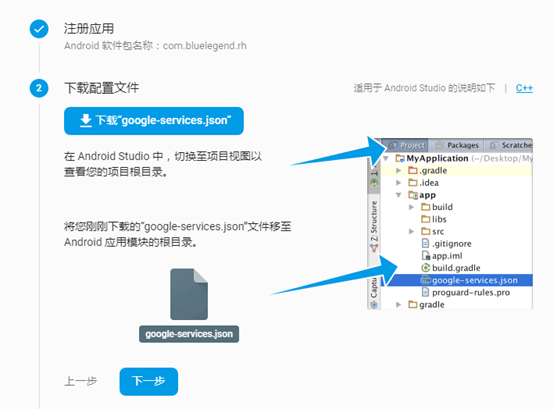 注册应用
Android 软件包名称：com.bluelegend.rh
2
下载配置文件
适用于 Android Studio 的说明如下 | C++
下载“google-services.json”
在 Android Studio 中，切换至项目视图以
查看您的项目根目录。
将您刚刚下载的“google-services.json”文件移至
Android 应用模块的根目录。
google-services.json
Project Packages Scratche
MyApplication (~/Desktop/My
.gradle
.idea
app
build
libs
src
.gitignore
app.iml
build.gradle
google-services.json
proguard-rules.pro
gradle
Z: Structure
Captu
上一步
下一步